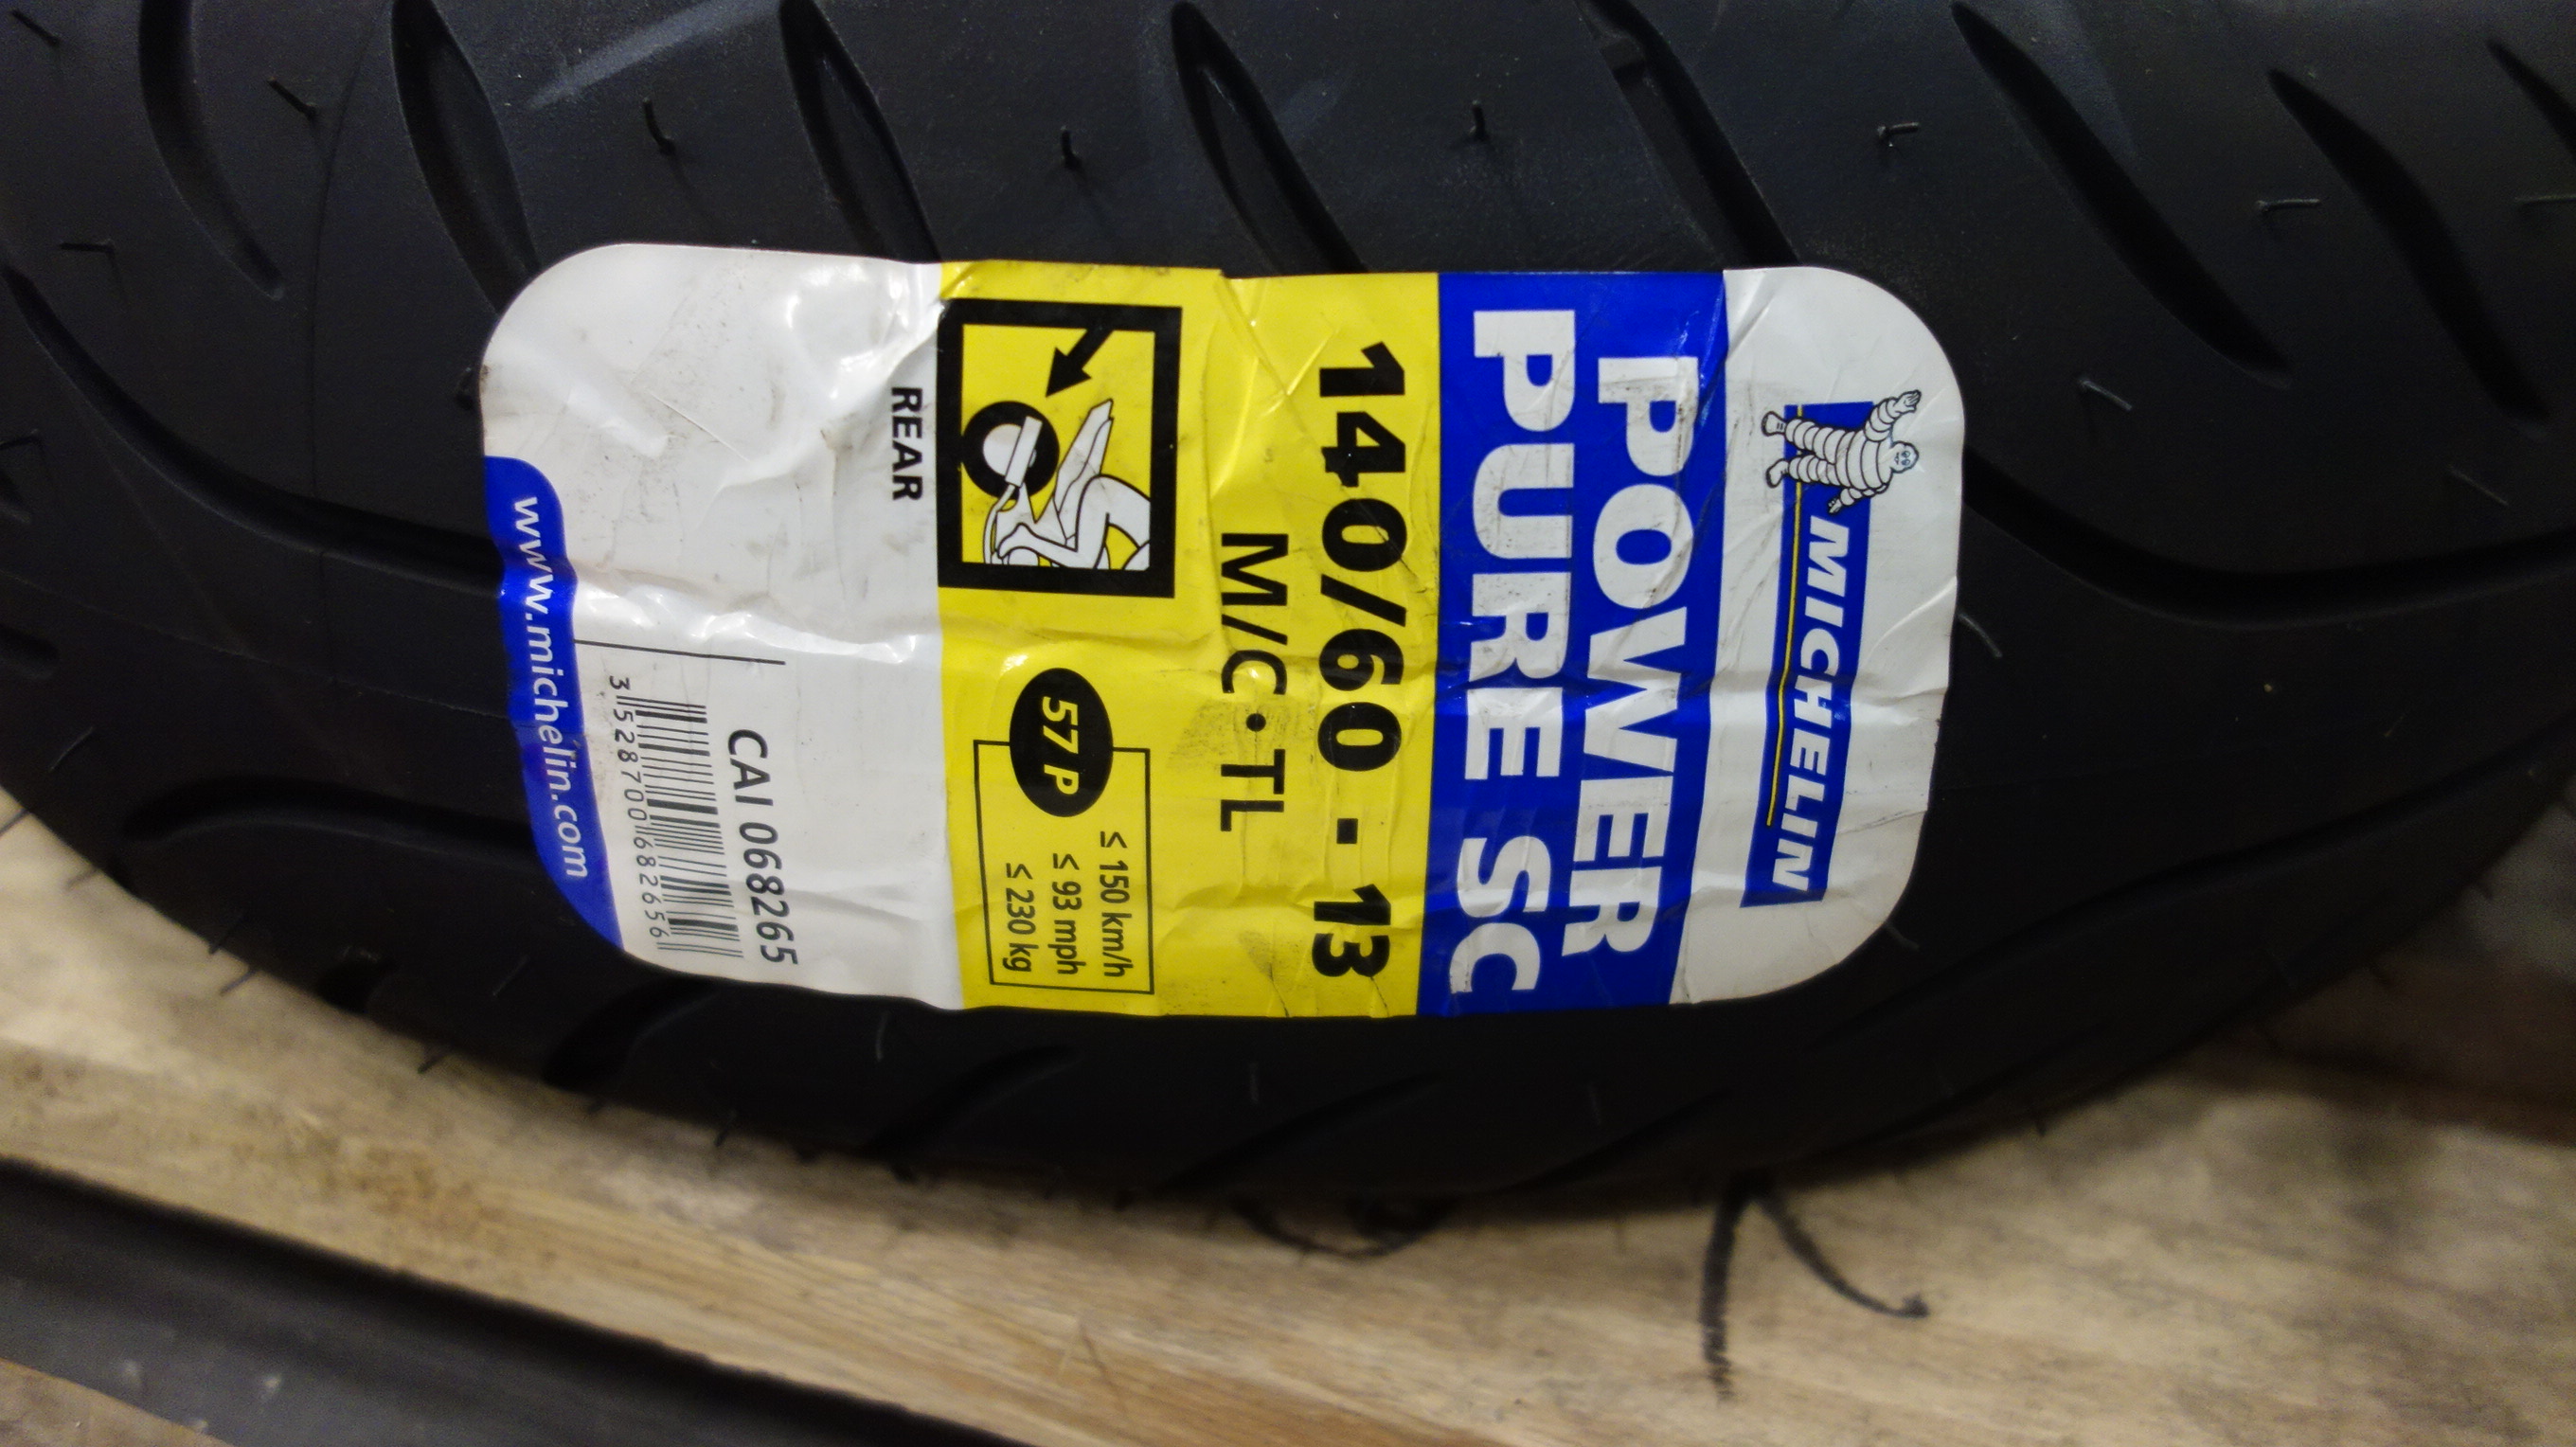 MICHELIN
POWER
PURE SC
140/60 - 13
M/C • TL
57 P
≤ 150 km/h
≤ 93 mph
≤ 230 kg
REAR
CAI 068265
3 528700 682656
www.michelin.com